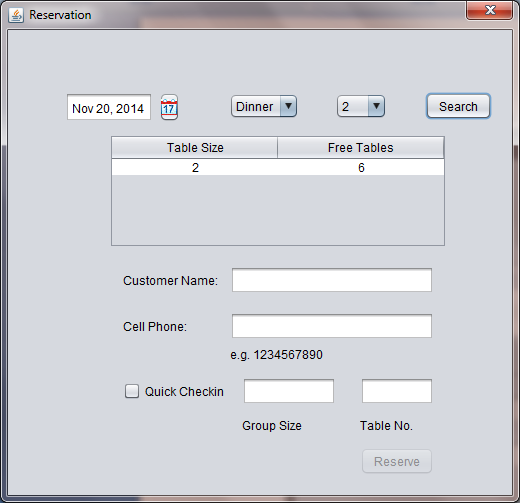 Reservation
Nov 20, 2014 17 Dinner 2 Search
Table Size Free Tables
2 6
Customer Name:
Cell Phone:
e.g. 1234567890
Quick Checkin
Group Size Table No.
Reserve